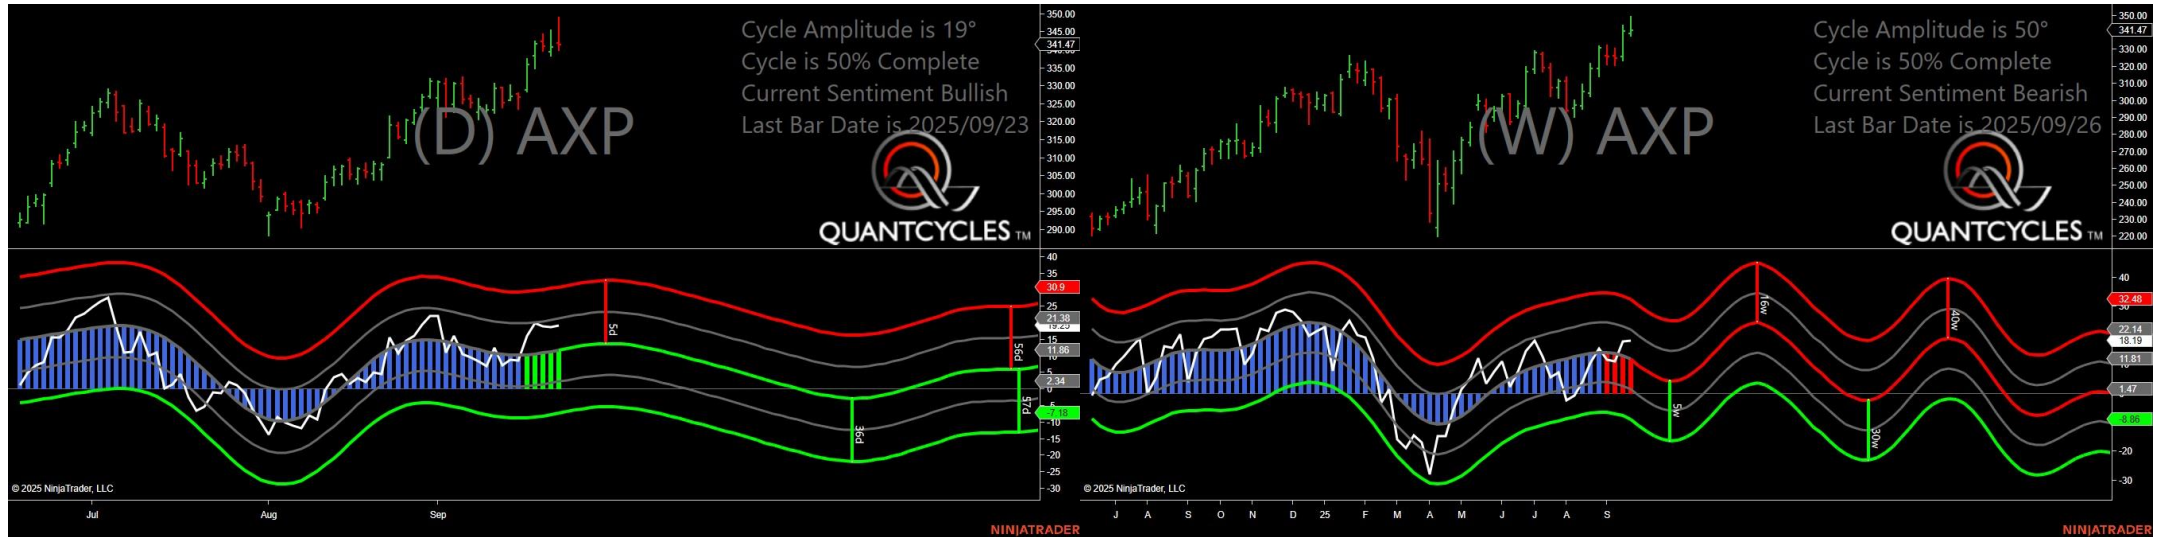 Cycle Amplitude is 19°
Cycle is 50% Complete
Current Sentiment Bullish
Last Bar Date is 2025/09/23
(D) AXP
QUANTCYCLES TM
350.00
345.00
341.47
335.00
330.00
325.00
320.00
315.00
310.00
305.00
300.00
295.00
290.00
40
35
30.9
25
21.38
19.25
15
11.86
5
2.34
-7.18
-10
-15
-20
-25
-30
5d
36d
56d
57d
© 2025 NinjaTrader, LLC
Jul Aug Sep
NINJATRADER
Cycle Amplitude is 50°
Cycle is 50% Complete
Current Sentiment Bearish
Last Bar Date is 2025/09/26
(W) AXP
QUANTCYCLES TM
350.00
341.47
330.00
320.00
310.00
300.00
290.00
280.00
270.00
260.00
250.00
240.00
230.00
220.00
40
32.48
22.14
18.19
11.81
1.47
-8.86
-20
-30
5w
16w
30w
40w
© 2025 NinjaTrader, LLC
J A S O N D 25 F M A M J J A S
NINJATRADER